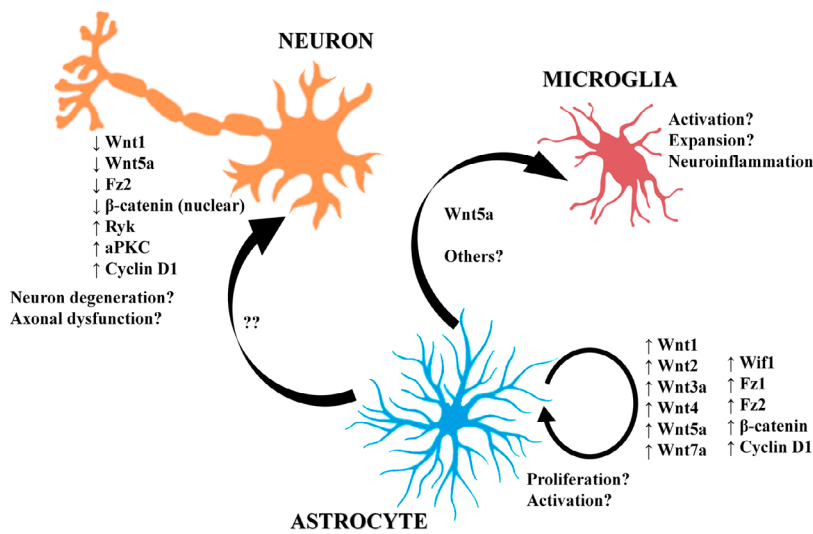 NEURON
MICROGLIA
↓ Wnt1
↓ Wnt5a
↓ Fz2
↓ β-catenin (nuclear)
↑ Ryk
↑ aPKC
↑ Cyclin D1
Neuron degeneration?
Axonal dysfunction?
Activation?
Expansion?
Neuroinflammation
Wnt5a
Others?
??
↑ Wnt1
↑ Wnt2
↑ Wnt3a
↑ Wnt4
↑ Wnt5a
↑ Wnt7a
↑ Wif1
↑ Fz1
↑ Fz2
↑ β-catenin
↑ Cyclin D1
Proliferation?
Activation?
ASTROCYTE